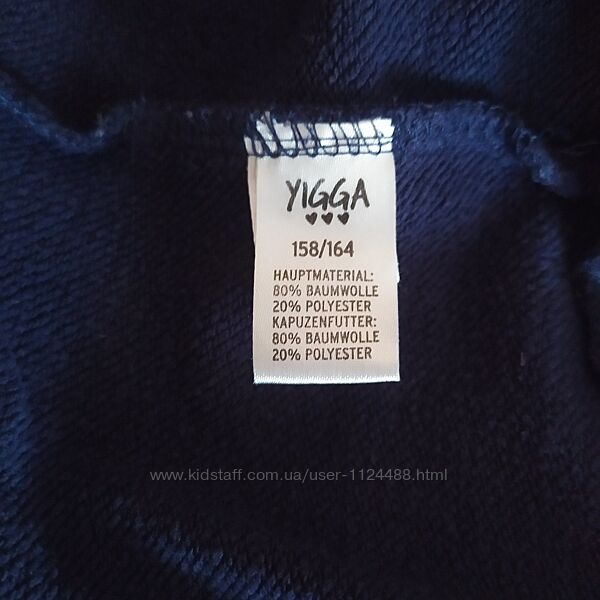 YIGGA
158/164
HAUPTMATERIAL:
80% BAUMWOLLE
20% POLYESTER
KAPUZENFUTTER:
80% BAUMWOLLE
20% POLYESTER
www.kidstaff.com.ua/user-1124488.html